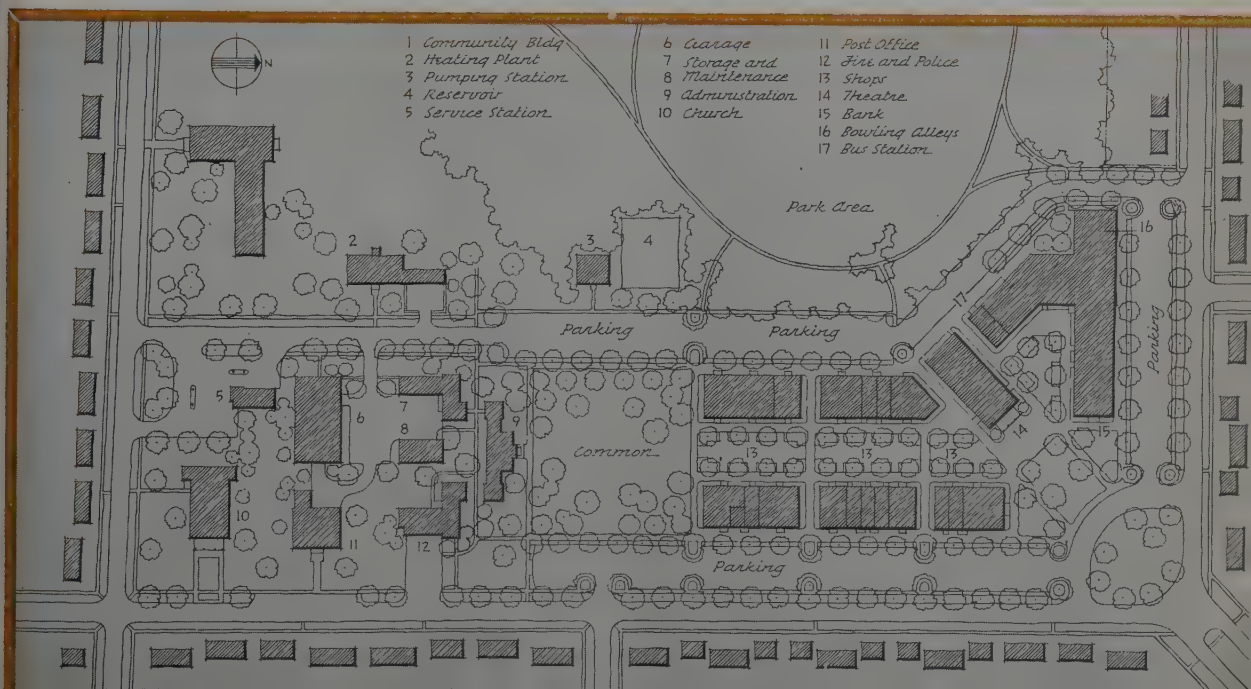 1 Community Bldg
2 Heating Plant
3 Pumping Station
4 Reservoir
5 Service Station
6 Garage
7 Storage and
8 Maintenance
9 Administration
10 Church
11 Post Office
12 Fire and Police
13 Shops
14 Theatre
15 Bank
16 Bowling Alleys
17 Bus Station
N
Park Area
2
3
4
16
17
Parking
Parking
Parking
5
6
7
8
9
Common
13
13
13
14
15
10
11
12
Parking